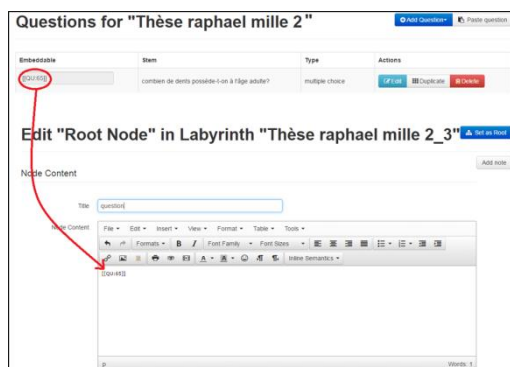 Questions for "Thèse raphael mille 2"
Add Question
Paste question
Embeddable Stem Type Actions
[[QU:65]] combien de dents possède-t-on à l'âge adulte? multiple choice Edit Duplicate Delete
Edit "Root Node" in Labyrinth "Thèse raphael mille 2_3"
Set as Root
Add note
Node Content
Title question
Node Content
File Edit Insert View Format Table Tools
Formats B I Font Family Font Sizes
A A Inline Semantics
[[QU:65]]
p Words: 1